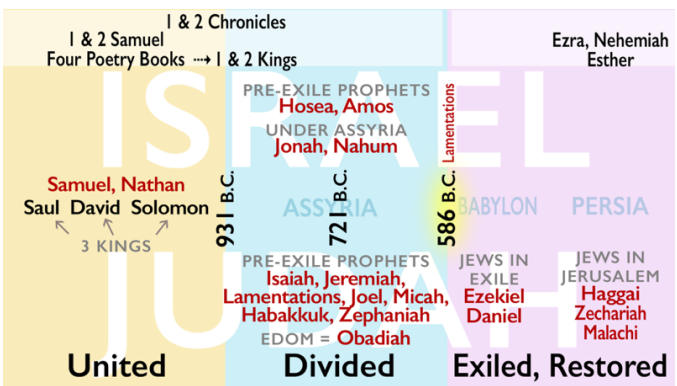 1 & 2 Chronicles
1 & 2 Samuel
Four Poetry Books ⇢ 1 & 2 Kings
Ezra, Nehemiah
Esther
ISRAEL
PRE-EXILE PROPHETS
Hosea, Amos
UNDER ASSYRIA
Jonah, Nahum
Lamentations
Samuel, Nathan
Saul David Solomon
3 KINGS
931 B.C.
ASSYRIA
721 B.C.
586 B.C.
BABYLON
PERSIA
JUDAH
PRE-EXILE PROPHETS
Isaiah, Jeremiah,
Lamentations, Joel, Micah,
Habakkuk, Zephaniah
EDOM = Obadiah
JEWS IN
EXILE
Ezekiel
Daniel
JEWS IN
JERUSALEM
Haggai
Zechariah
Malachi
United
Divided
Exiled, Restored